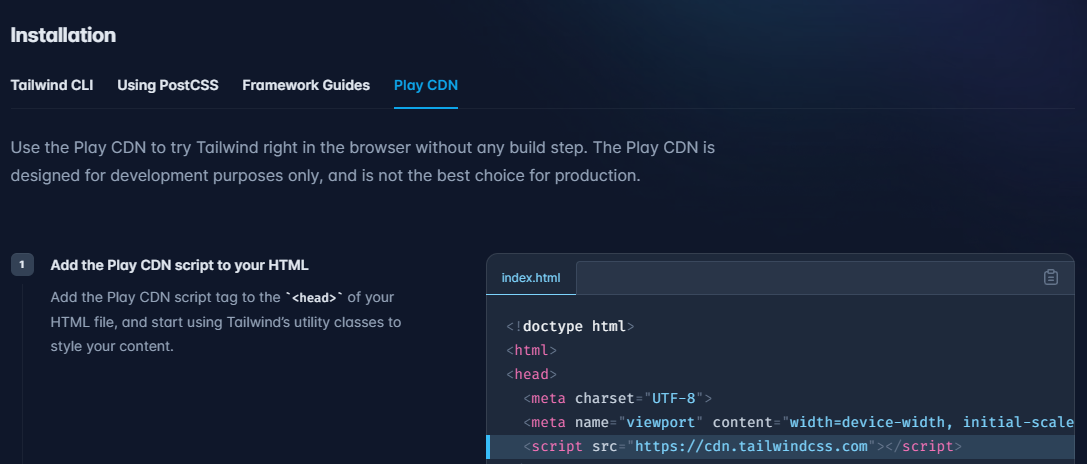 Installation
Tailwind CLI Using PostCSS Framework Guides Play CDN
Use the Play CDN to try Tailwind right in the browser without any build step. The Play CDN is
designed for development purposes only, and is not the best choice for production.
1 Add the Play CDN script to your HTML
Add the Play CDN script tag to the `<head>` of your
HTML file, and start using Tailwind’s utility classes to
style your content.
index.html
<!doctype html>
<html>
<head>
<meta charset="UTF-8">
<meta name="viewport" content="width=device-width, initial-scale
<script src="https://cdn.tailwindcss.com"></script>